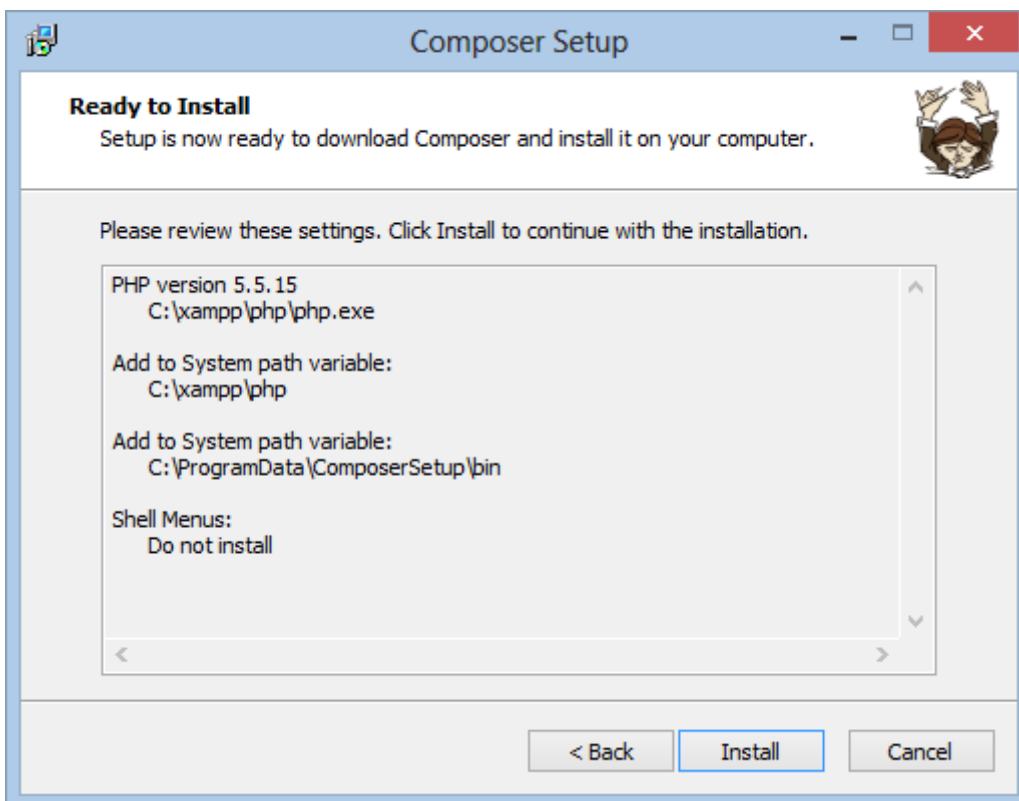 Composer Setup
Ready to Install
Setup is now ready to download Composer and install it on your computer.
Please review these settings. Click Install to continue with the installation.
PHP version 5.5.15
C:\xampp\php\php.exe
Add to System path variable:
C:\xampp\php
Add to System path variable:
C:\ProgramData\ComposerSetup\bin
Shell Menus:
Do not install
< Back
Install
Cancel